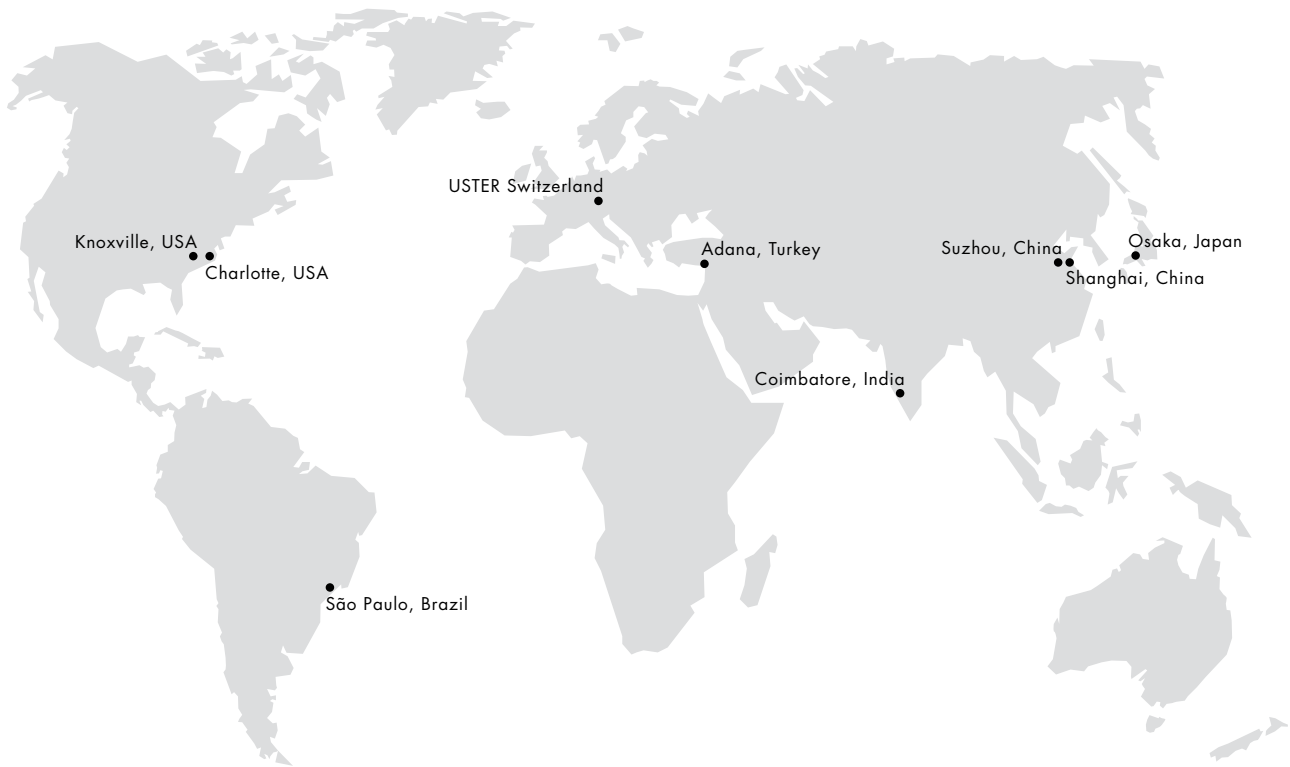 USTER Switzerland
Knoxville, USA
Charlotte, USA
Adana, Turkey
Suzhou, China
Osaka, Japan
Shanghai, China
Coimbatore, India
São Paulo, Brazil